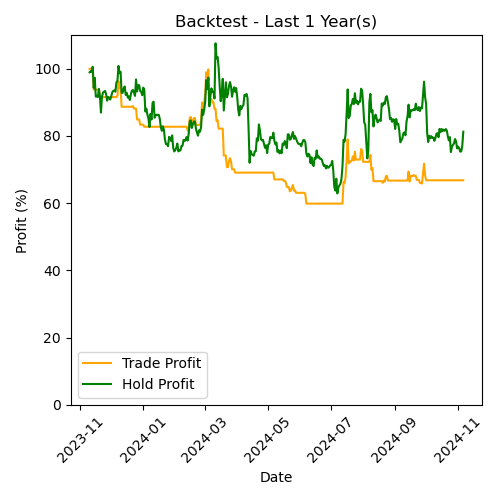 Backtest - Last 1 Year(s)
Profit (%)
100
80
60
40
20
0
Trade Profit
Hold Profit
2023-11
2024-01
2024-03
2024-05
2024-07
2024-09
2024-11
Date